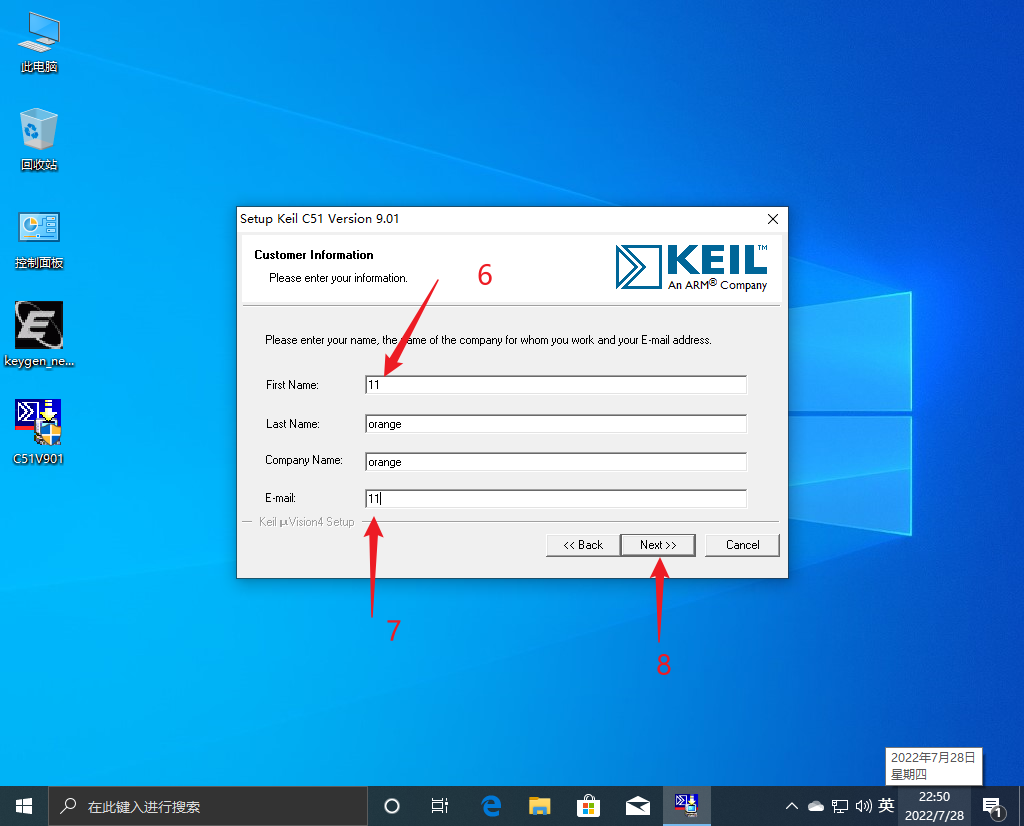 此电脑
回收站
控制面板
keygen_ne...
C51V901
Setup Keil C51 Version 9.01
Customer Information
Please enter your information.
KEIL™
An ARM® Company
6
Please enter your name, the name of the company for whom you work and your E-mail address.
First Name:
11
Last Name:
orange
Company Name:
orange
E-mail:
11
Keil µVision4 Setup
<< Back
Next >>
Cancel
7
8
2022年7月28日
星期四
在此键入进行搜索
英
22:50
2022/7/28
1